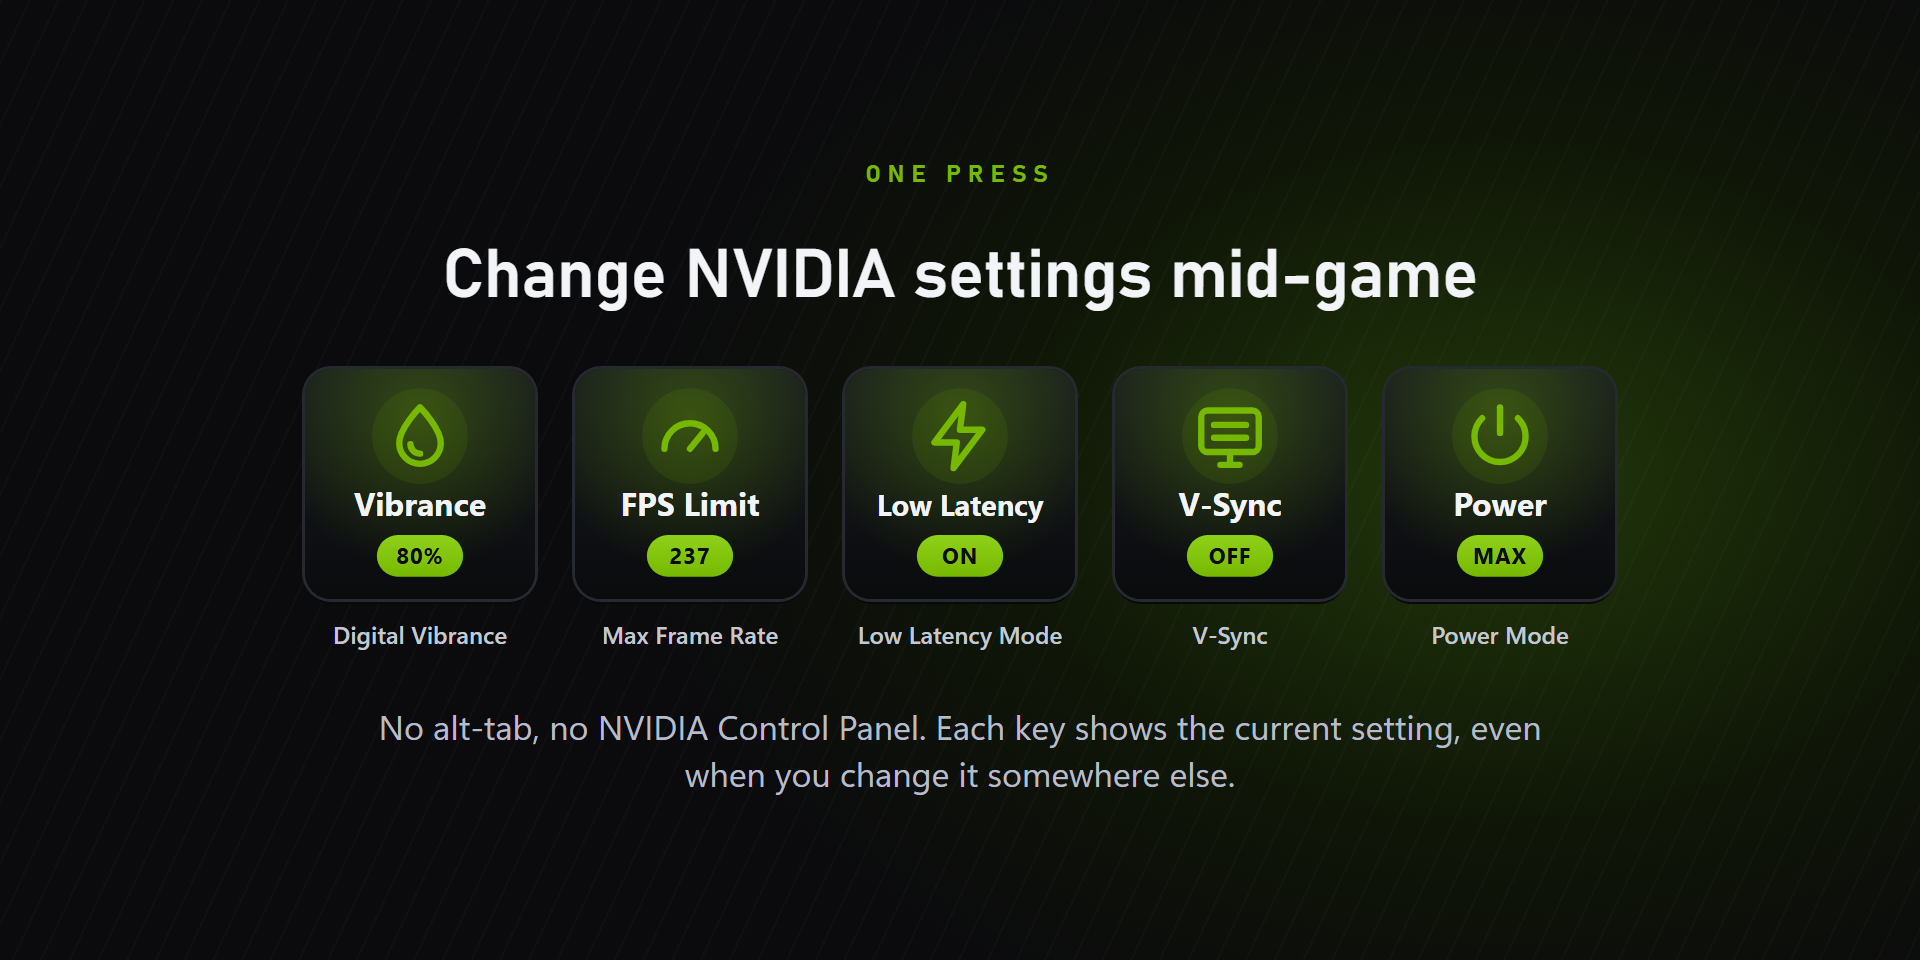 ONE PRESS
Change NVIDIA settings mid-game
Vibrance
80%
Digital Vibrance
FPS Limit
237
Max Frame Rate
Low Latency
ON
Low Latency Mode
V-Sync
OFF
V-Sync
Power
MAX
Power Mode
No alt-tab, no NVIDIA Control Panel. Each key shows the current setting, even
when you change it somewhere else.